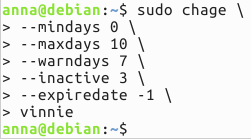 anna@debian:~$ sudo chage \
> --mindays 0 \
> --maxdays 10 \
> --warndays 7 \
> --inactive 3 \
> --expiredate -1 \
> vinnie
anna@debian:~$